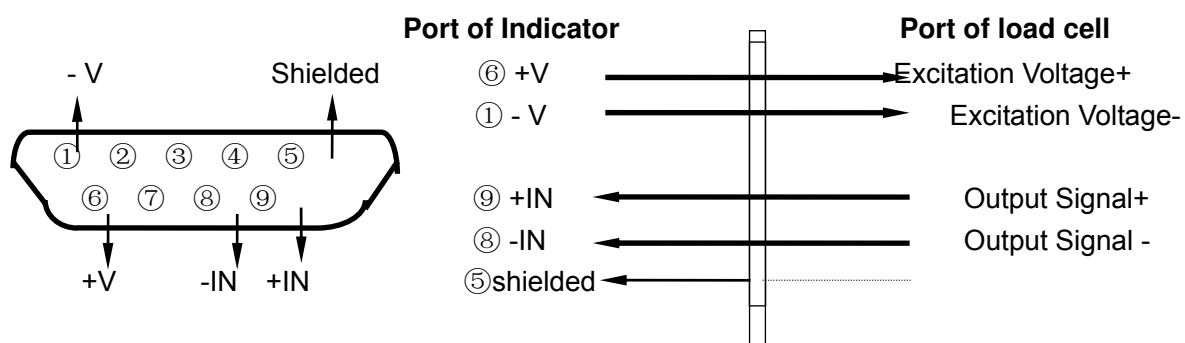 Port of Indicator Port of load cell
- V Shielded
① ② ③ ④ ⑤
⑥ ⑦ ⑧ ⑨
+V -IN +IN
⑥ +V Excitation Voltage+
① - V Excitation Voltage-
⑨ +IN Output Signal+
⑧ -IN Output Signal -
⑤shielded